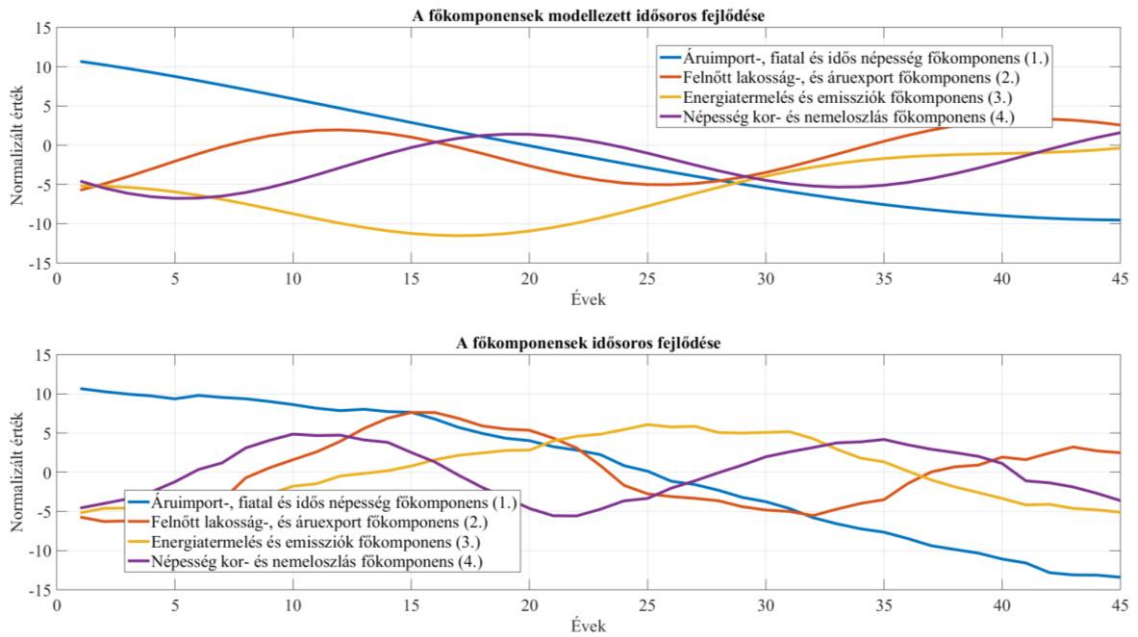 A főkomponensek modellezett idősoros fejlődése
Normalizált érték
15
10
5
0
-5
-10
-15
Áruimport-, fiatal és idős népesség főkomponens (1.)
Felnőtt lakosság-, és áruexport főkomponens (2.)
Energiatermelés és emissziók főkomponens (3.)
Népesség kor- és nemeloszlás főkomponens (4.)
0 5 10 15 20 25 30 35 40 45
Évek
A főkomponensek idősoros fejlődése
Normalizált érték
15
10
5
0
-5
-10
-15
Áruimport-, fiatal és idős népesség főkomponens (1.)
Felnőtt lakosság-, és áruexport főkomponens (2.)
Energiatermelés és emissziók főkomponens (3.)
Népesség kor- és nemeloszlás főkomponens (4.)
0 5 10 15 20 25 30 35 40 45
Évek